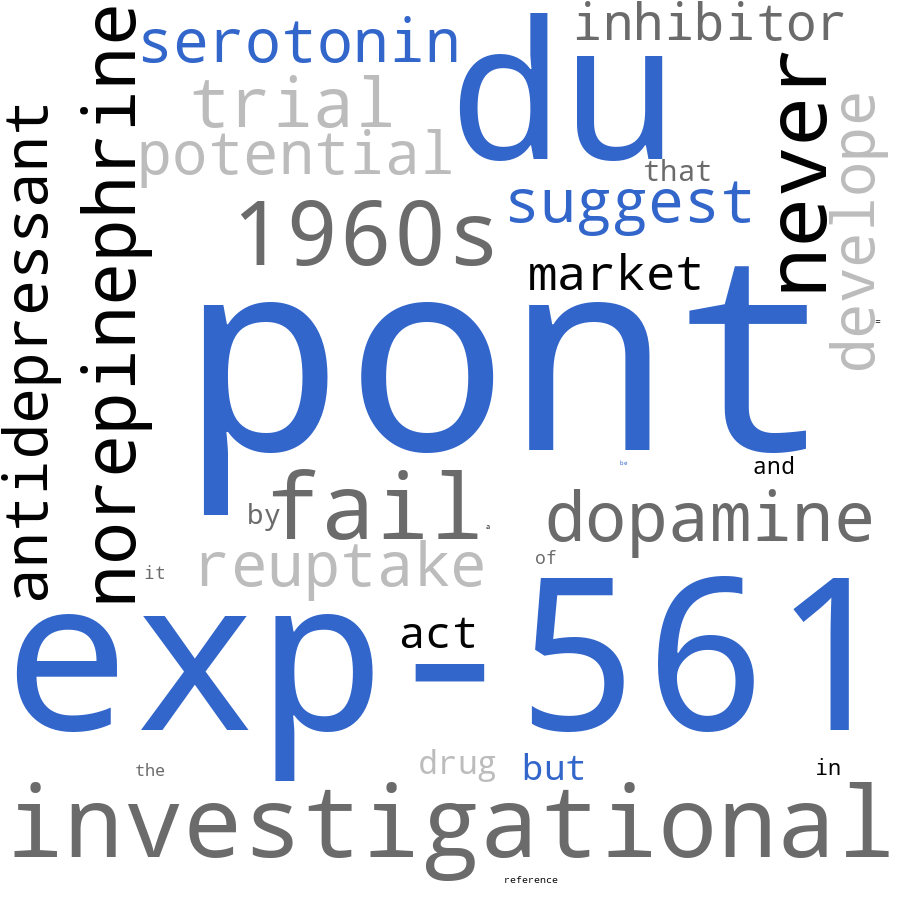 inhibitor
serotonin
du
norepinephrine
never
trial
develope
antidepressant
potential
that
suggest
1960s
market
pont
=
be
and
fail
by
dopamine
a
reuptake
of
it
exp-561
act
drug
but
in
the
investigational
reference